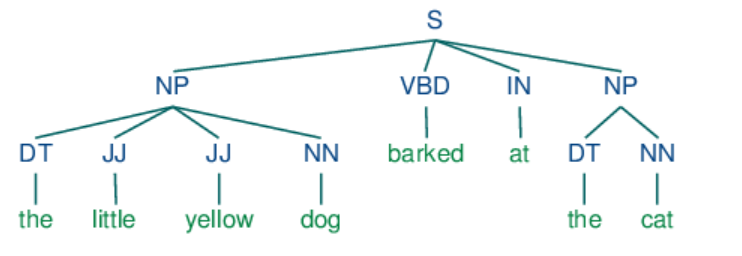 S
NP VBD IN NP
DT JJ JJ NN barked at DT NN
the little yellow dog the cat